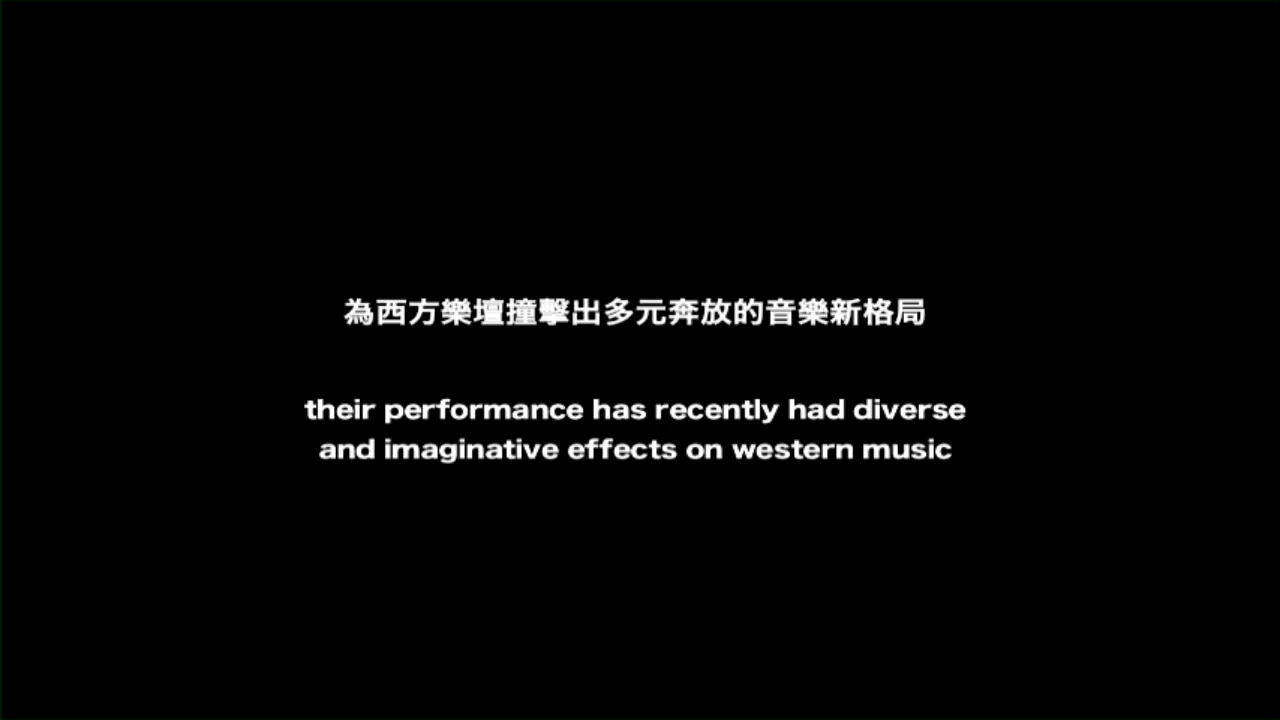 為西方樂壇撞擊出多元奔放的音樂新格局
their performance has recently had diverse
and imaginative effects on western music